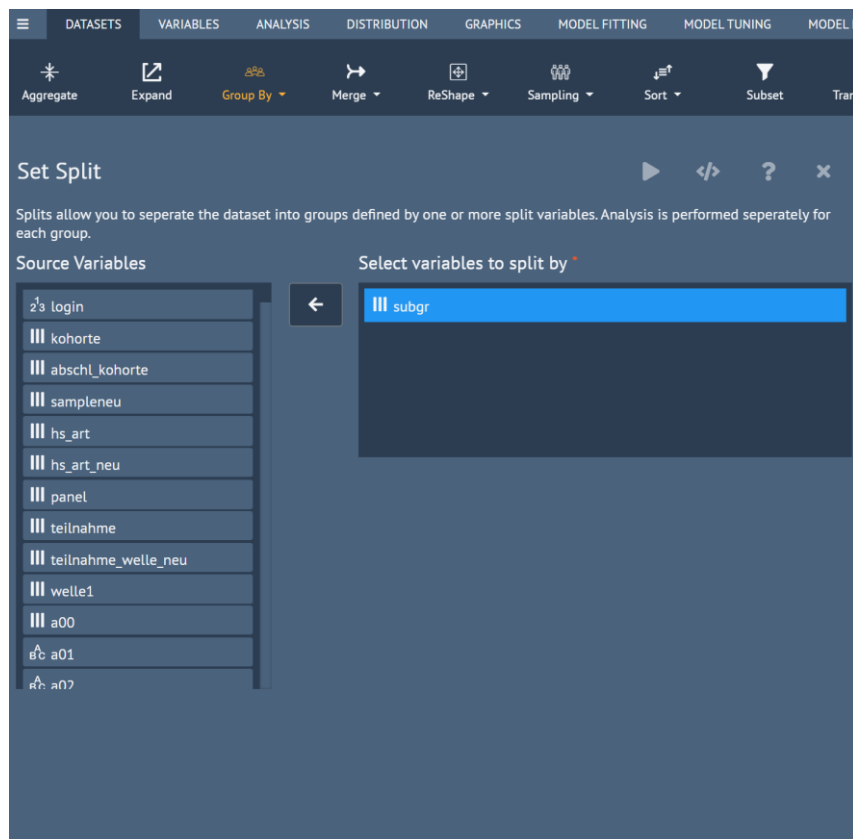 DATASETS VARIABLES ANALYSIS DISTRIBUTION GRAPHICS MODEL FITTING MODEL TUNING MODEL
Aggregate Expand Group By Merge ReShape Sampling Sort Subset Tran
Set Split
Splits allow you to seperate the dataset into groups defined by one or more split variables. Analysis is performed seperately for
each group.
Source Variables
Select variables to split by *
login
kohorte
abschl_kohorte
sampleneu
hs_art
hs_art_neu
panel
teilnahme
teilnahme_welle_neu
welle1
a00
a01
a02
subgr